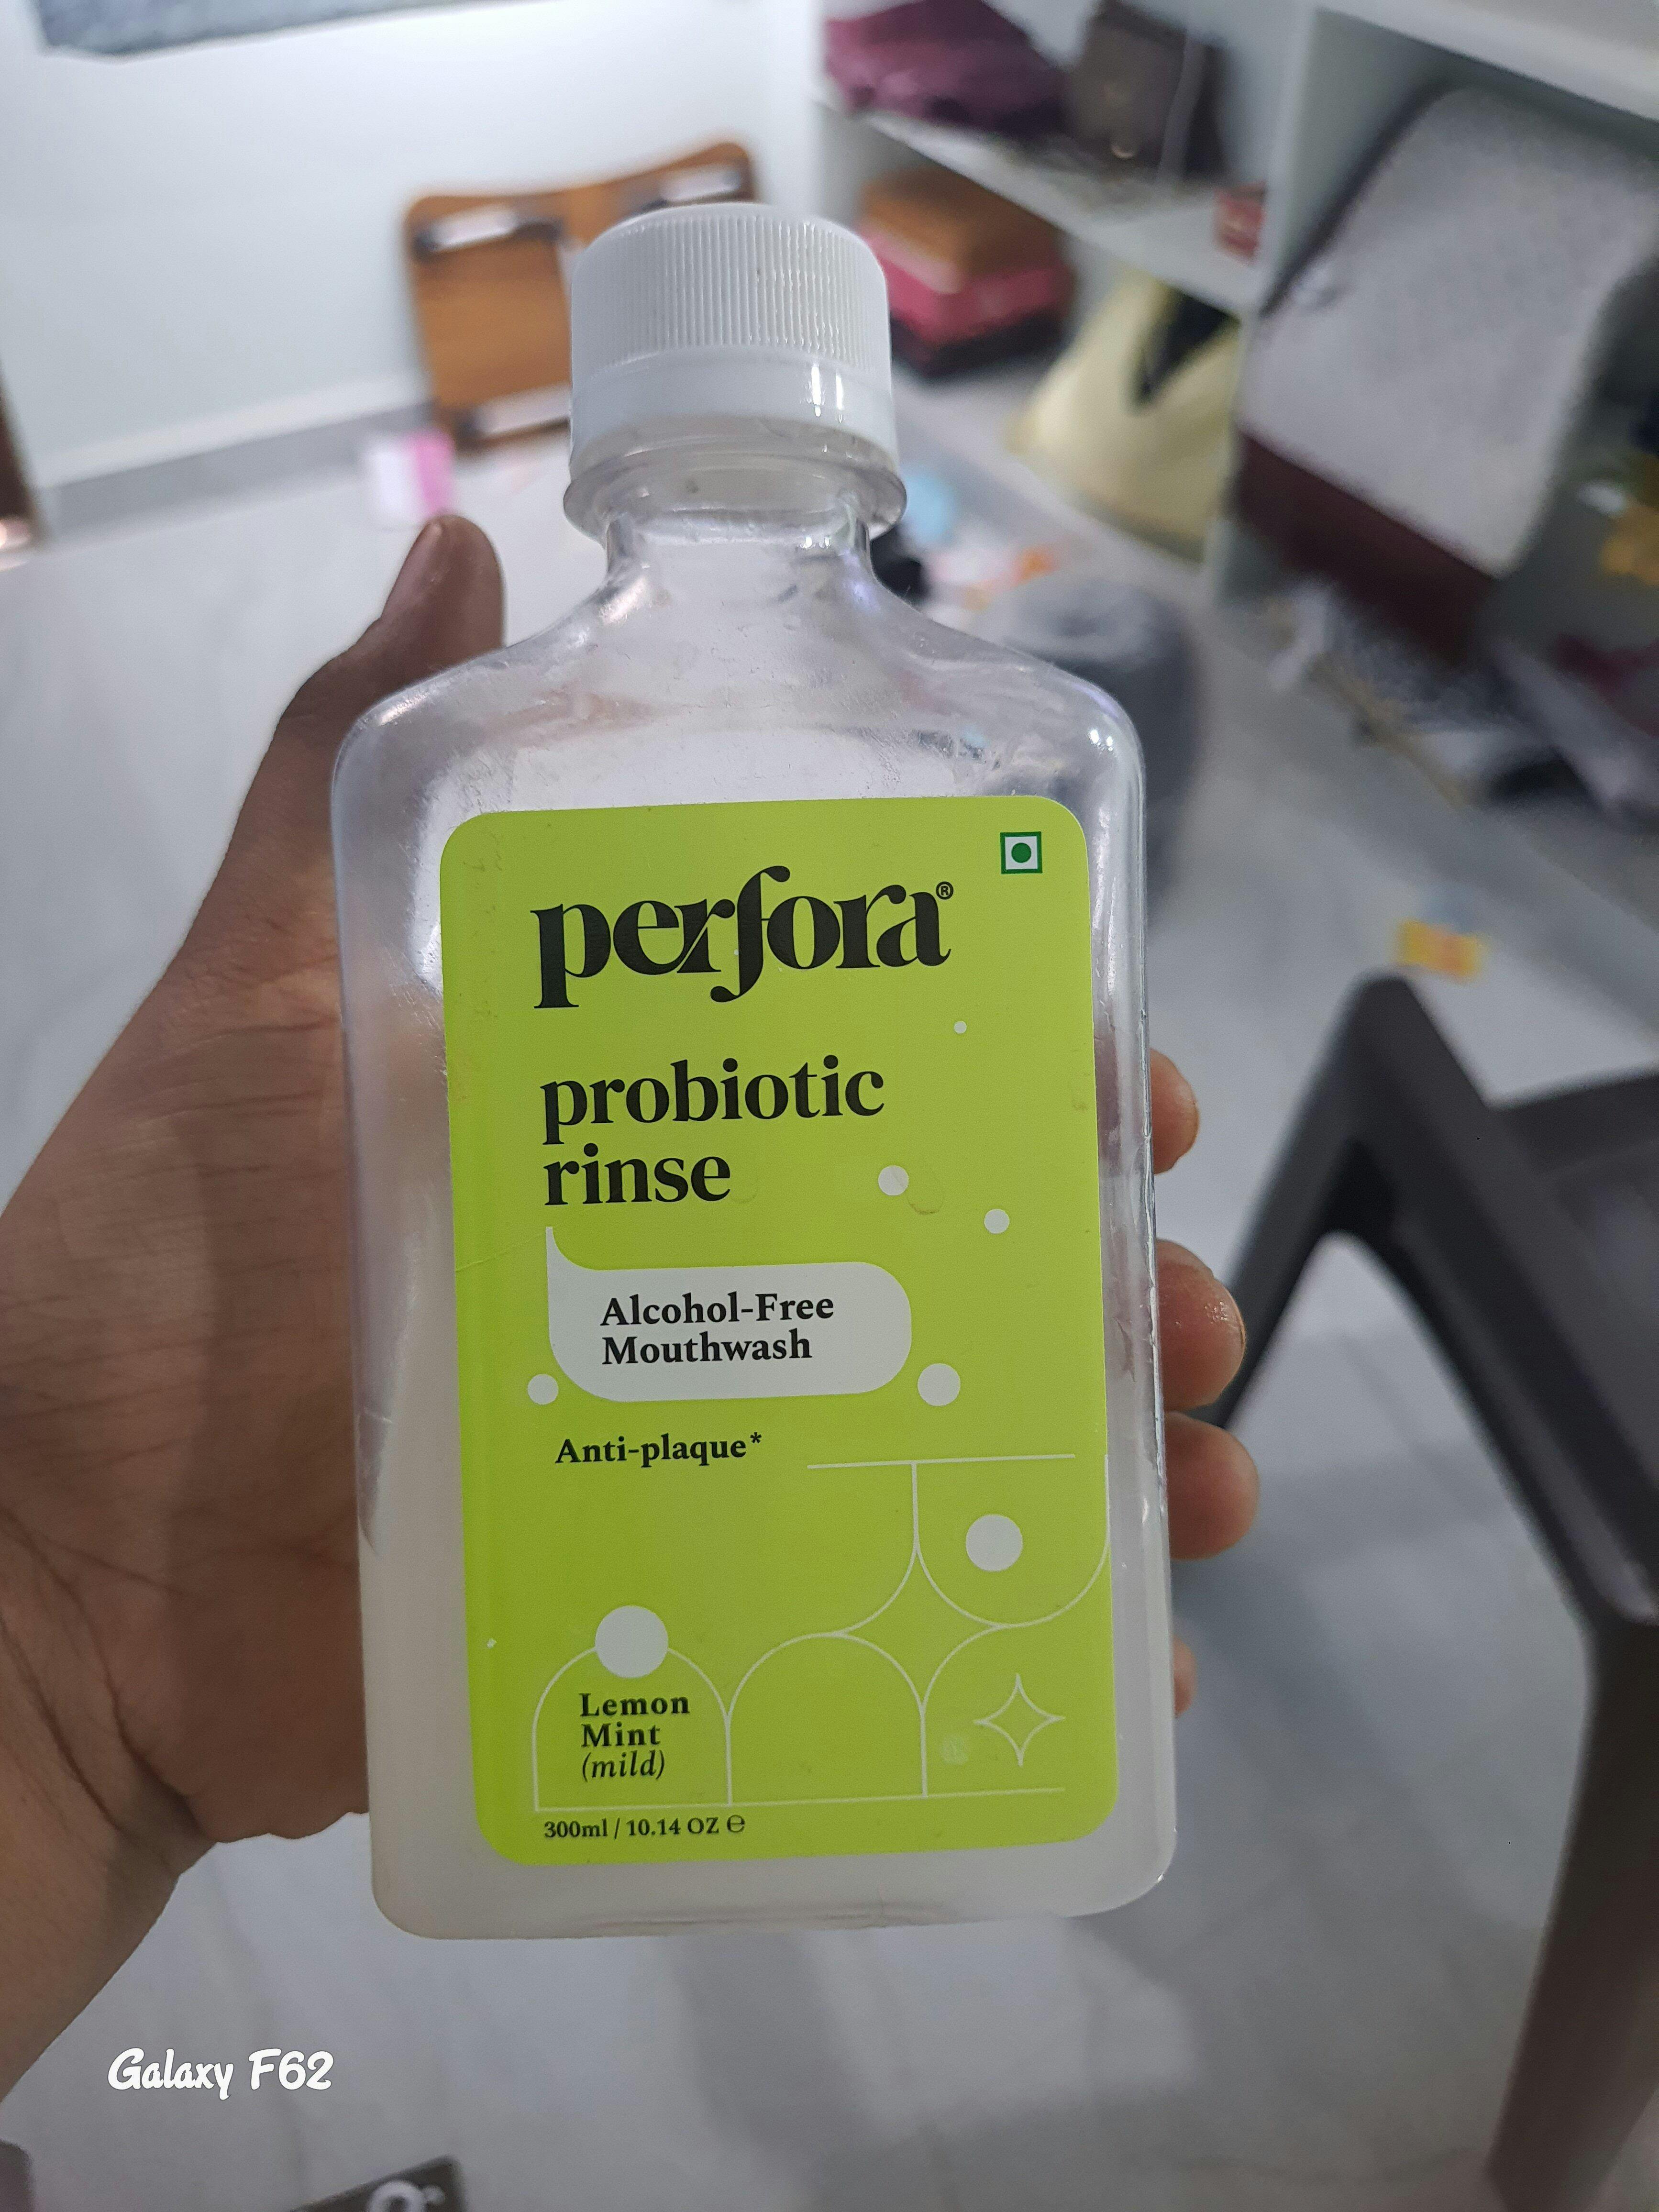 perfora®
probiotic
rinse
Alcohol-Free
Mouthwash
Anti-plaque*
Lemon
Mint
(mild)
300ml / 10.14 OZ ℮
Galaxy F62